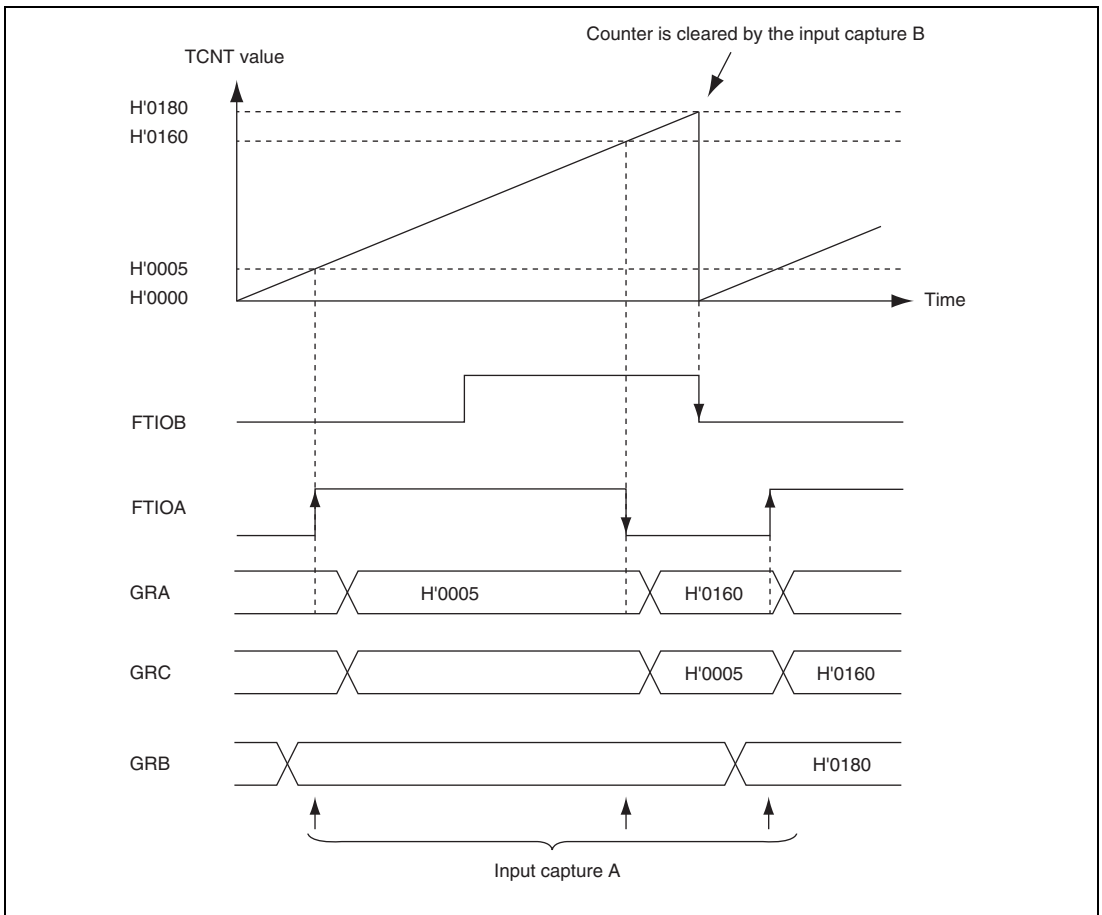 Counter is cleared by the input capture B
TCNT value
H'0180
H'0160
H'0005
H'0000
Time
FTIOB
FTIOA
GRA
H'0005
H'0160
GRC
H'0005
H'0160
GRB
H'0180
Input capture A